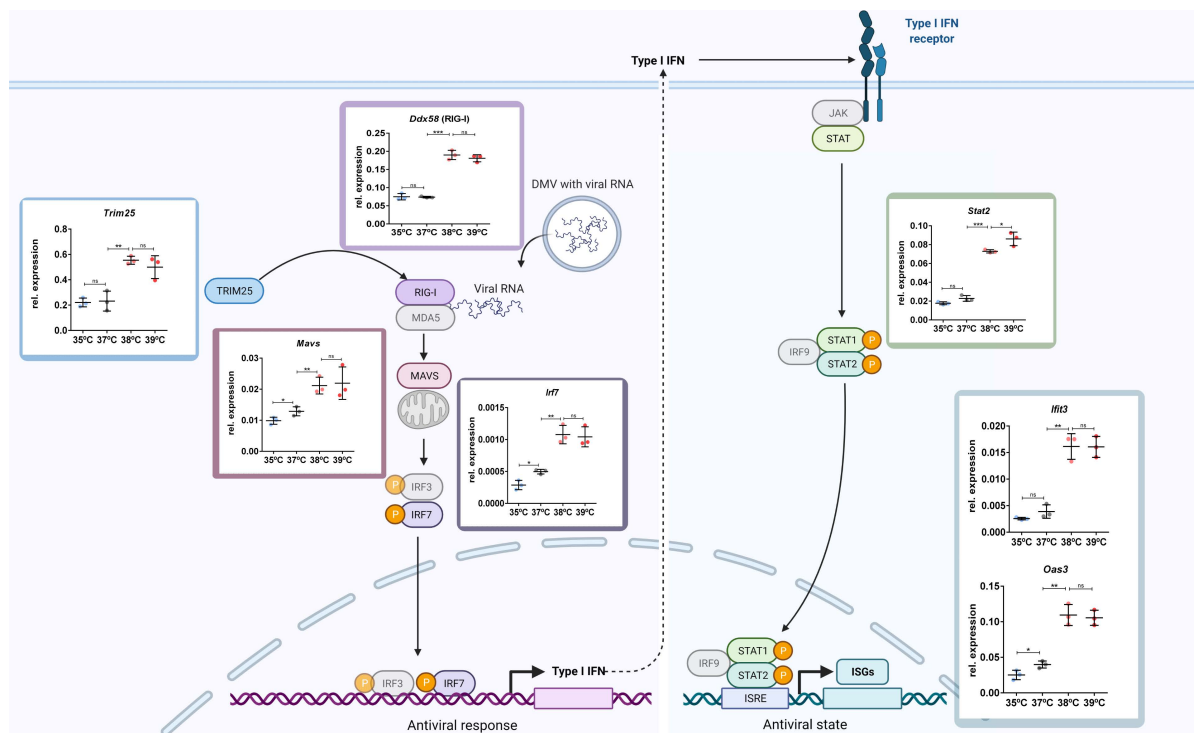 Type I IFN
receptor
Type I IFN
JAK
STAT
Ddx58 (RIG-I)
rel. expression
0.25
0.20
0.15
0.10
0.05
0.00
ns
***
ns
35ºC 37ºC 38ºC 39ºC
DMV with viral RNA
Trim25
rel. expression
0.8
0.6
0.4
0.2
0.0
ns
**
ns
35ºC 37ºC 38ºC 39ºC
TRIM25
RIG-I
MDA5
Viral RNA
Stat2
rel. expression
0.10
0.08
0.06
0.04
0.02
0.00
ns
***
*
35ºC 37ºC 38ºC 39ºC
Mavs
rel. expression
0.03
0.02
0.01
0.00
*
**
ns
35ºC 37ºC 38ºC 39ºC
MAVS
IRF9
STAT1
P
STAT2
P
Irf7
rel. expression
0.0015
0.0010
0.0005
0.0000
*
**
ns
35ºC 37ºC 38ºC 39ºC
P
IRF3
P
IRF7
Ifit3
rel. expression
0.020
0.015
0.010
0.005
0.000
ns
**
ns
35ºC 37ºC 38ºC 39ºC
Oas3
rel. expression
0.15
0.10
0.05
0.00
*
**
ns
35ºC 37ºC 38ºC 39ºC
P
IRF3
P
IRF7
Type I IFN
Antiviral response
IRF9
STAT1
P
STAT2
P
ISRE
ISGs
Antiviral state